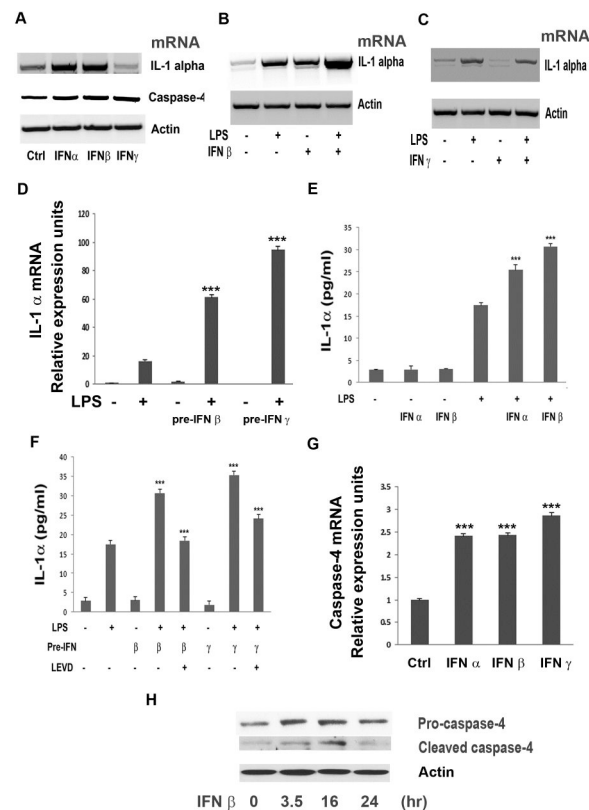 A
mRNA
IL-1 alpha
Caspase-4
Actin
Ctrl IFNα IFNβ IFNγ
B
mRNA
IL-1 alpha
Actin
LPS - + - +
IFN β - - + +
C
mRNA
IL-1 alpha
Actin
LPS - + - +
IFN γ - - + +
D
IL-1 α mRNA
Relative expression units
120
100
80
60
40
20
0
***
***
LPS - + - + - +
pre-IFN β pre-IFN γ
E
IL-1α (pg/ml)
35
30
25
20
15
10
5
0
***
***
LPS - - - + + +
IFN α IFN β IFN α IFN β
F
IL-1α (pg/ml)
40
35
30
25
20
15
10
5
0
***
***
***
***
LPS - + - + + - + +
Pre-IFN - - β β β γ γ γ
LEVD - - - - + - - +
G
Caspase-4 mRNA
Relative expression units
3.5
3
2.5
2
1.5
1
0.5
0
***
***
***
Ctrl IFN α IFN β IFN γ
H
Pro-caspase-4
Cleaved caspase-4
Actin
IFN β 0 3.5 16 24 (hr)